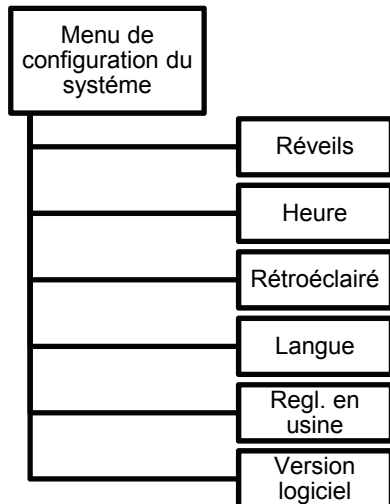 Menu de
configuration du
systéme
Réveils
Heure
Rétroéclairé
Langue
Regl. en
usine
Version
logiciel